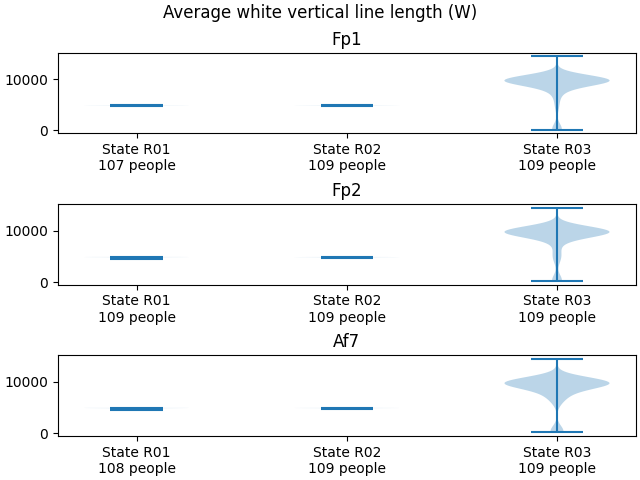 Average white vertical line length (W)
Fp1
10000
0
State R01
107 people
State R02
109 people
State R03
109 people
Fp2
10000
0
State R01
109 people
State R02
109 people
State R03
109 people
Af7
10000
0
State R01
108 people
State R02
109 people
State R03
109 people